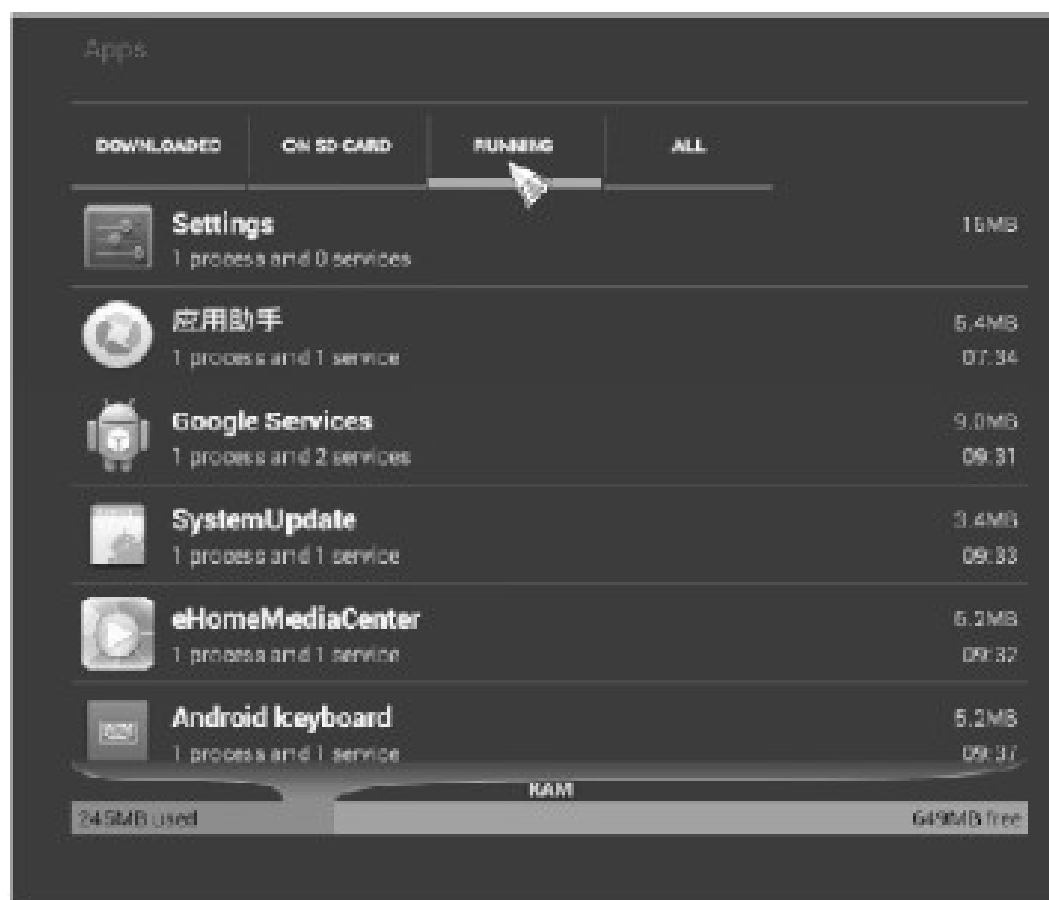 Apps
DOWNLOADED ON SD CARD RUNNING ALL
Settings 16MB
1 process and 0 services
应用助手 5.4MB
1 process and 1 service 07:34
Google Services 9.0MB
1 process and 2 services 09:31
SystemUpdate 3.4MB
1 process and 1 service 09:33
eHomeMediaCenter 6.2MB
1 process and 1 service 09:32
Android keyboard 5.2MB
1 process and 1 service 09:37
RAM
245MB used 649MB free